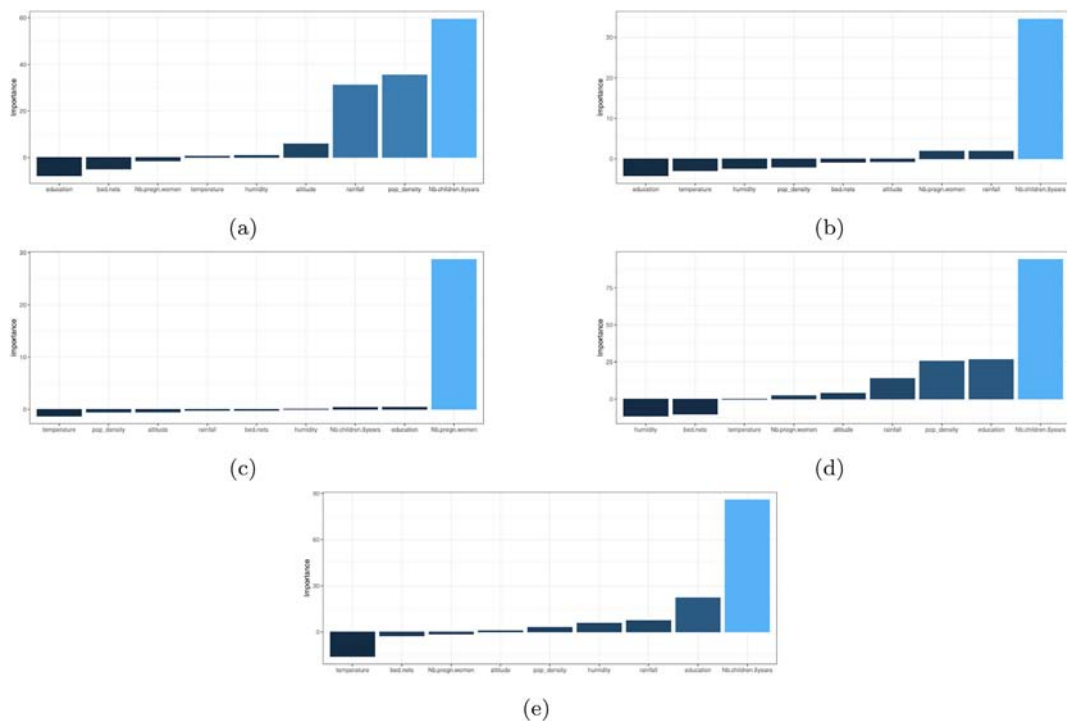 60
40
20
0
Importance
education bed.nets Nb.pregn.women temperature humidity altitude rainfall pop_density Nb.children.5years
(a)
30
20
10
0
Importance
education temperature humidity pop_density bed.nets altitude Nb.pregn.women rainfall Nb.children.5years
(b)
30
20
10
0
Importance
temperature pop_density altitude rainfall bed.nets humidity Nb.children.5years education Nb.pregn.women
(c)
75
50
25
0
Importance
humidity bed.nets temperature Nb.pregn.women altitude rainfall pop_density education Nb.children.5years
(d)
90
60
30
0
Importance
temperature bed.nets Nb.pregn.women altitude pop_density humidity rainfall education Nb.children.5years
(e)